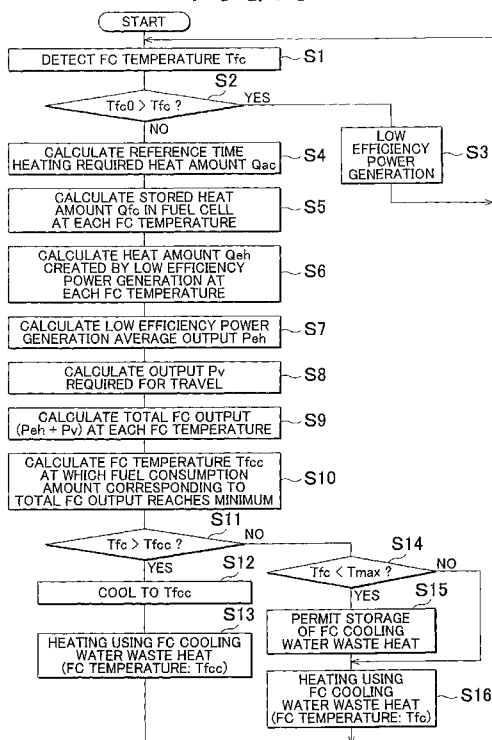 START
DETECT FC TEMPERATURE Tfc
S1
S2
Tfc0 > Tfc ?
YES
NO
LOW
EFFICIENCY
POWER
GENERATION
S3
CALCULATE REFERENCE TIME
HEATING REQUIRED HEAT AMOUNT Qac
S4
CALCULATE STORED HEAT
AMOUNT Qfc IN FUEL CELL
AT EACH FC TEMPERATURE
S5
CALCULATE HEAT AMOUNT Qeh
CREATED BY LOW EFFICIENCY
POWER GENERATION AT
EACH FC TEMPERATURE
S6
CALCULATE LOW EFFICIENCY POWER
GENERATION AVERAGE OUTPUT Peh
S7
CALCULATE OUTPUT Pv
REQUIRED FOR TRAVEL
S8
CALCULATE TOTAL FC OUTPUT
(Peh + Pv) AT EACH FC TEMPERATURE
S9
CALCULATE FC TEMPERATURE Tfcc
AT WHICH FUEL CONSUMPTION
AMOUNT CORRESPONDING TO
TOTAL FC OUTPUT REACHES MINIMUM
S10
S11
Tfc > Tfcc ?
NO
YES
S12
COOL TO Tfcc
S13
HEATING USING FC COOLING
WATER WASTE HEAT
(FC TEMPERATURE: Tfcc)
S14
Tfc < Tmax ?
NO
YES
S15
PERMIT STORAGE
OF FC COOLING
WATER WASTE HEAT
HEATING USING
FC COOLING
WATER WASTE HEAT
(FC TEMPERATURE: Tfc)
S16